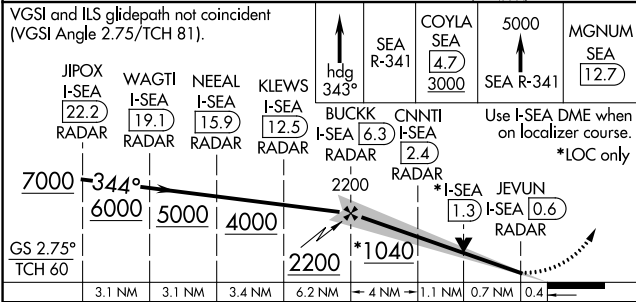 VGSI and ILS glidepath not coincident
(VGSI Angle 2.75/TCH 81).
hdg
343°
SEA
R-341
COYLA
SEA
4.7
3000
5000
SEA R-341
MGNUM
SEA
12.7
JIPOX
I-SEA
22.2
RADAR
WAGTI
I-SEA
19.1
RADAR
NEEAL
I-SEA
15.9
RADAR
KLEWS
I-SEA
12.5
RADAR
BUCKK
I-SEA 6.3
RADAR
CNNTI
I-SEA
2.4
RADAR
Use I-SEA DME when
on localizer course.
*LOC only
*I-SEA
1.3
JEVUN
I-SEA 0.6
RADAR
7000
344°
2200
6000
5000
4000
2200
*1040
GS 2.75°
TCH 60
3.1 NM
3.1 NM
3.4 NM
6.2 NM
4 NM
1.1 NM
0.7 NM
0.4